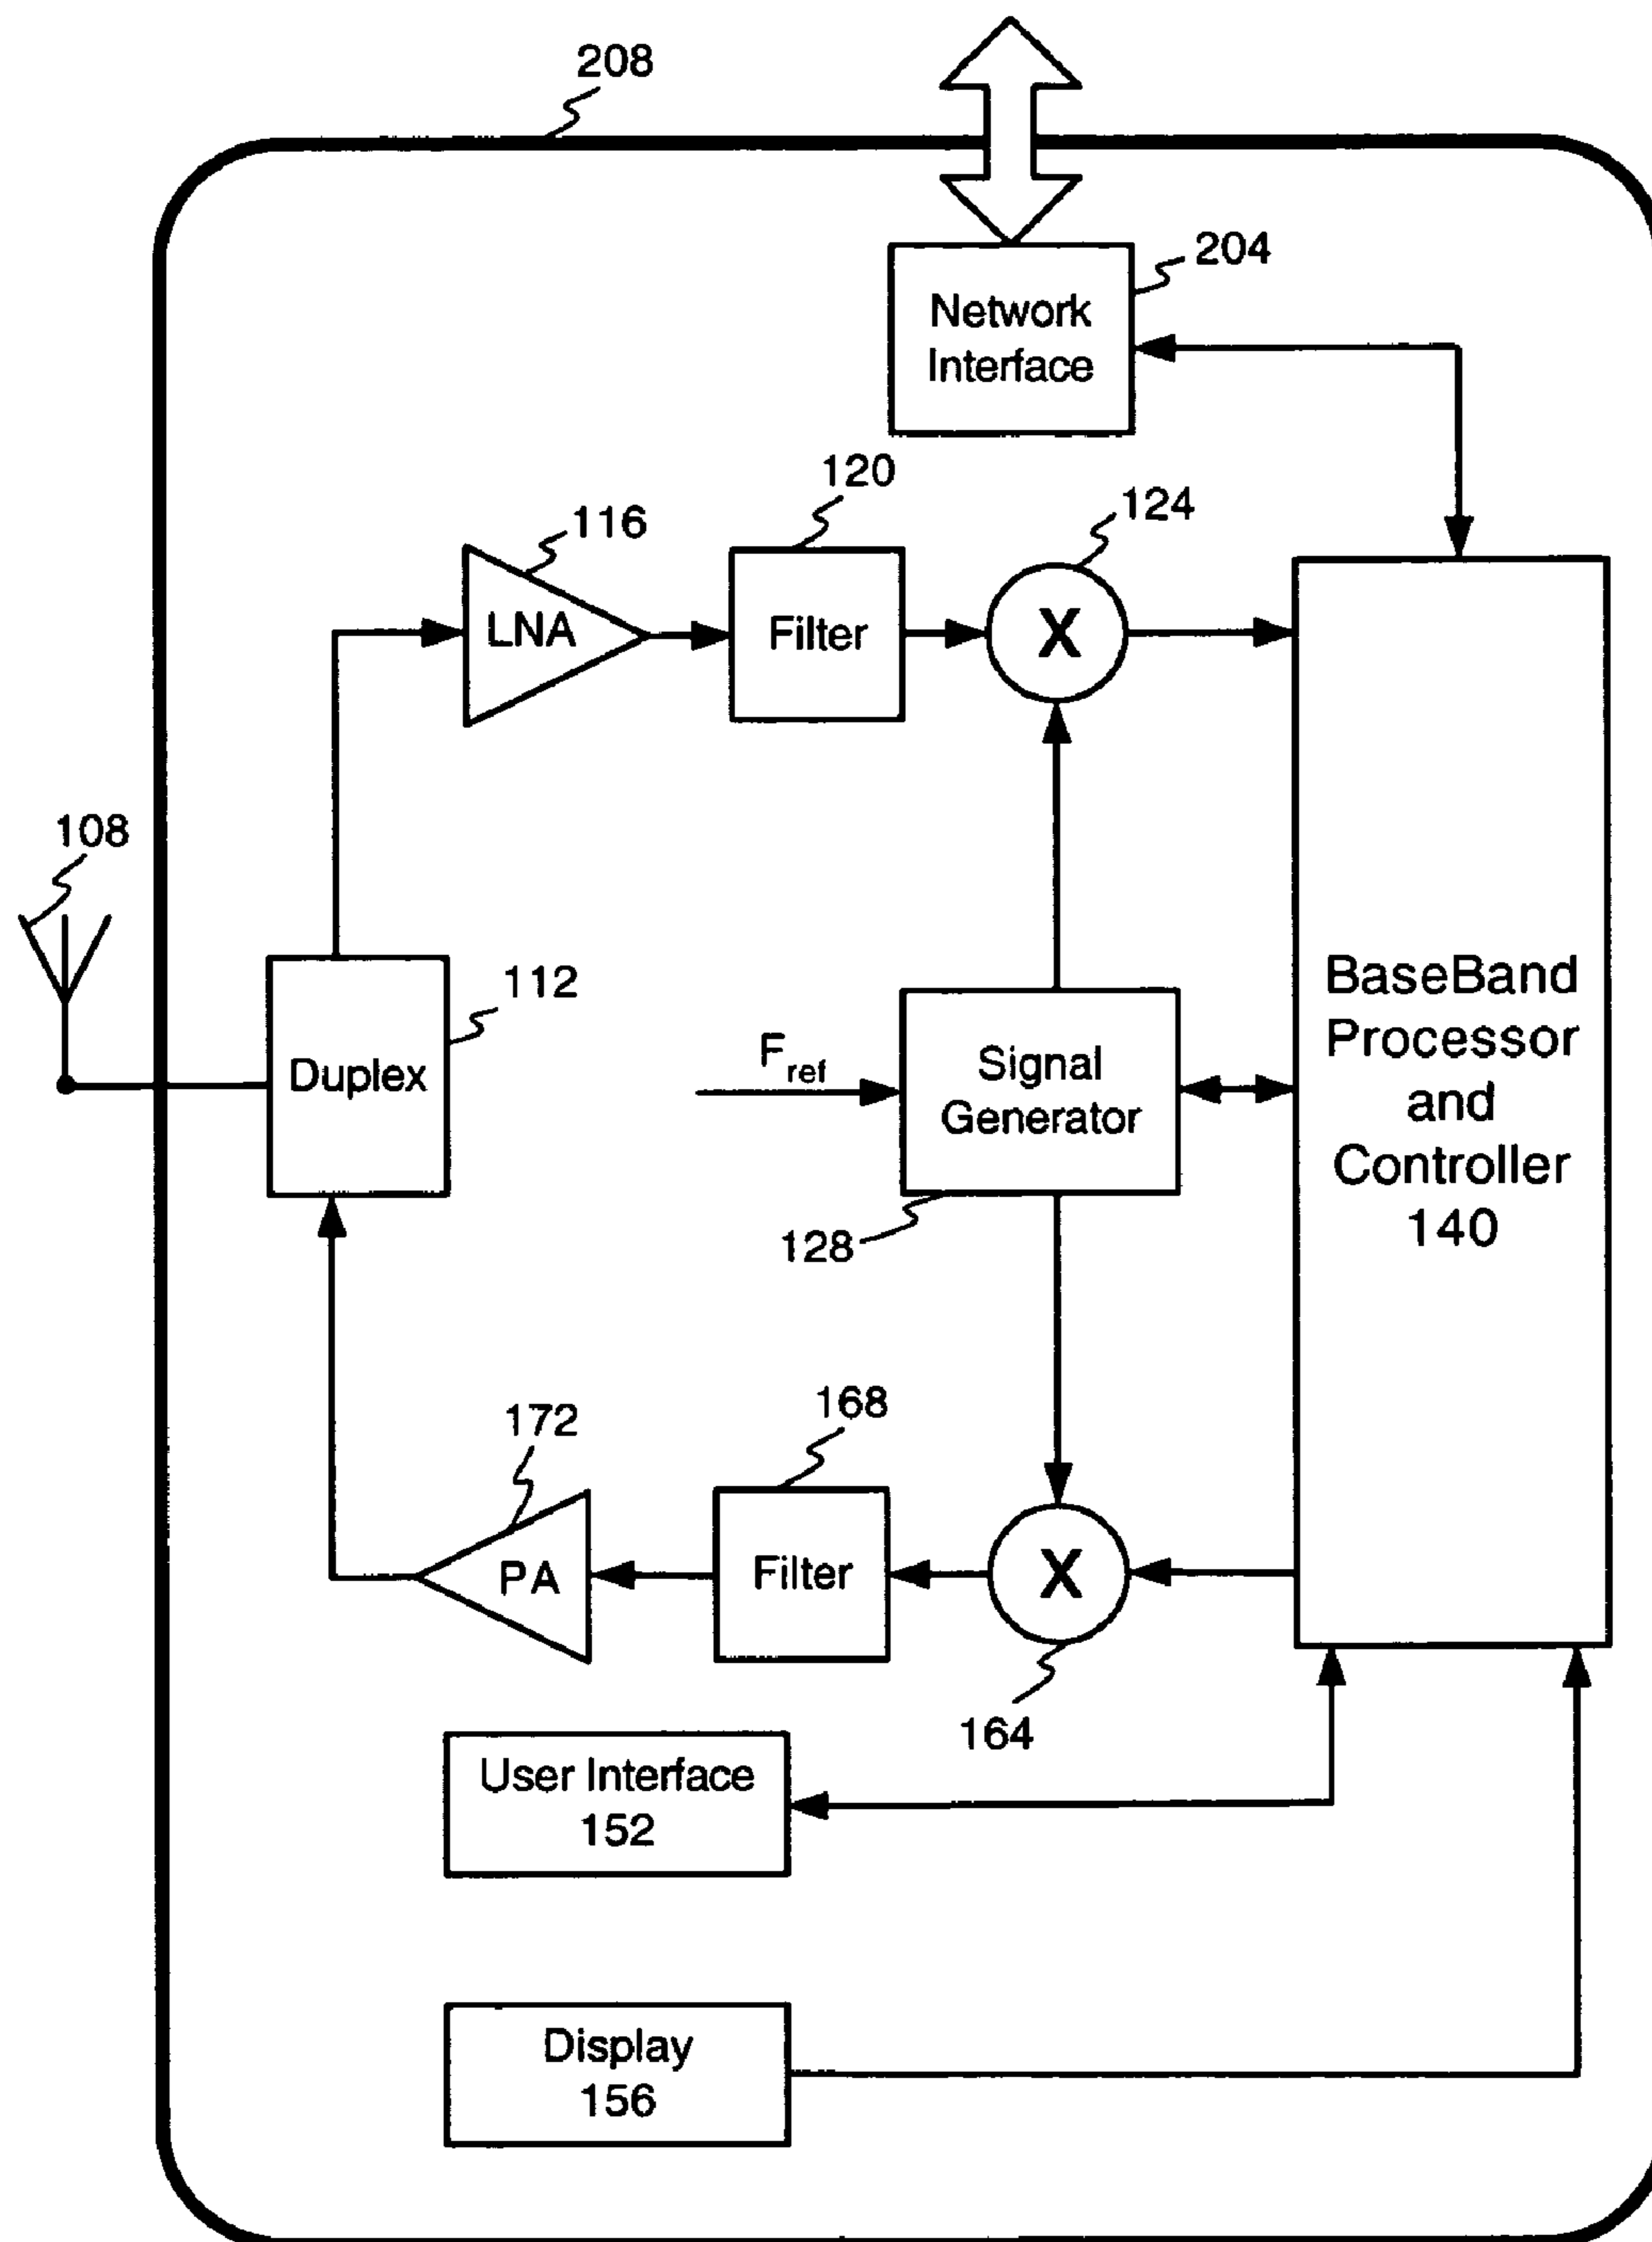 208
204
Network
Interface
120
116
124
LNA
Filter
X
108
112
Duplex
F_ref
Signal
Generator
128
BaseBand
Processor
and
Controller
140
172
168
PA
Filter
X
164
User Interface
152
Display
156